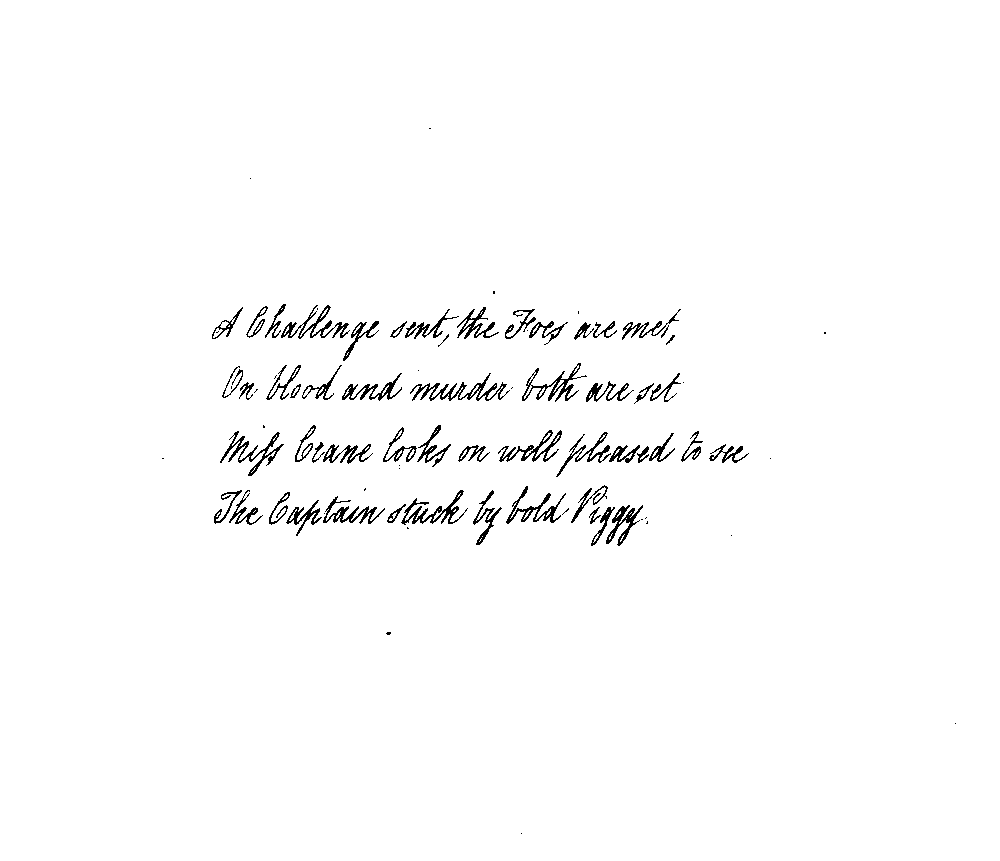 A Challenge sent, the Foes are met,
On blood and murder both are set
Miſs Crane looks on well pleased to see
The Captain stuck by bold Piggy.